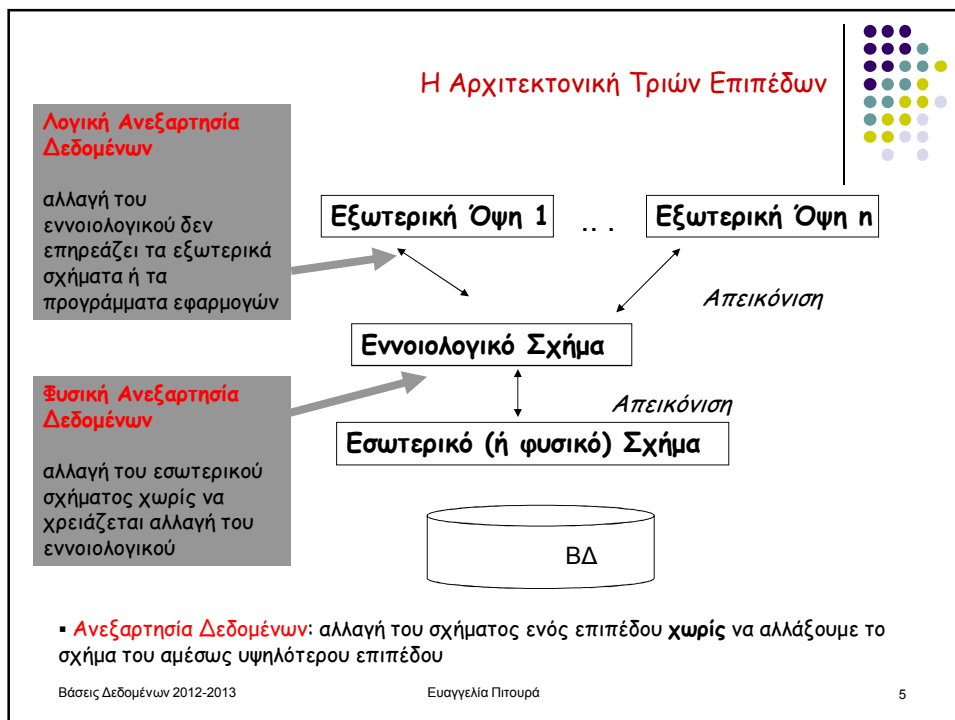 Η Αρχιτεκτονική Τριών Επιπέδων
Λογική Ανεξαρτησία
Δεδομένων
αλλαγή του
εννοιολογικού δεν
επηρεάζει τα εξωτερικά
σχήματα ή τα
προγράμματα εφαρμογών
Εξωτερική Όψη 1
.. .
Εξωτερική Όψη n
Απεικόνιση
Εννοιολογικό Σχήμα
Φυσική Ανεξαρτησία
Δεδομένων
αλλαγή του εσωτερικού
σχήματος χωρίς να
χρειάζεται αλλαγή του
εννοιολογικού
Απεικόνιση
Εσωτερικό (ή φυσικό) Σχήμα
ΒΔ
▪ Ανεξαρτησία Δεδομένων: αλλαγή του σχήματος ενός επιπέδου χωρίς να αλλάξουμε το
σχήμα του αμέσως υψηλότερου επιπέδου
Βάσεις Δεδομένων 2012-2013
Ευαγγελία Πιτουρά
5